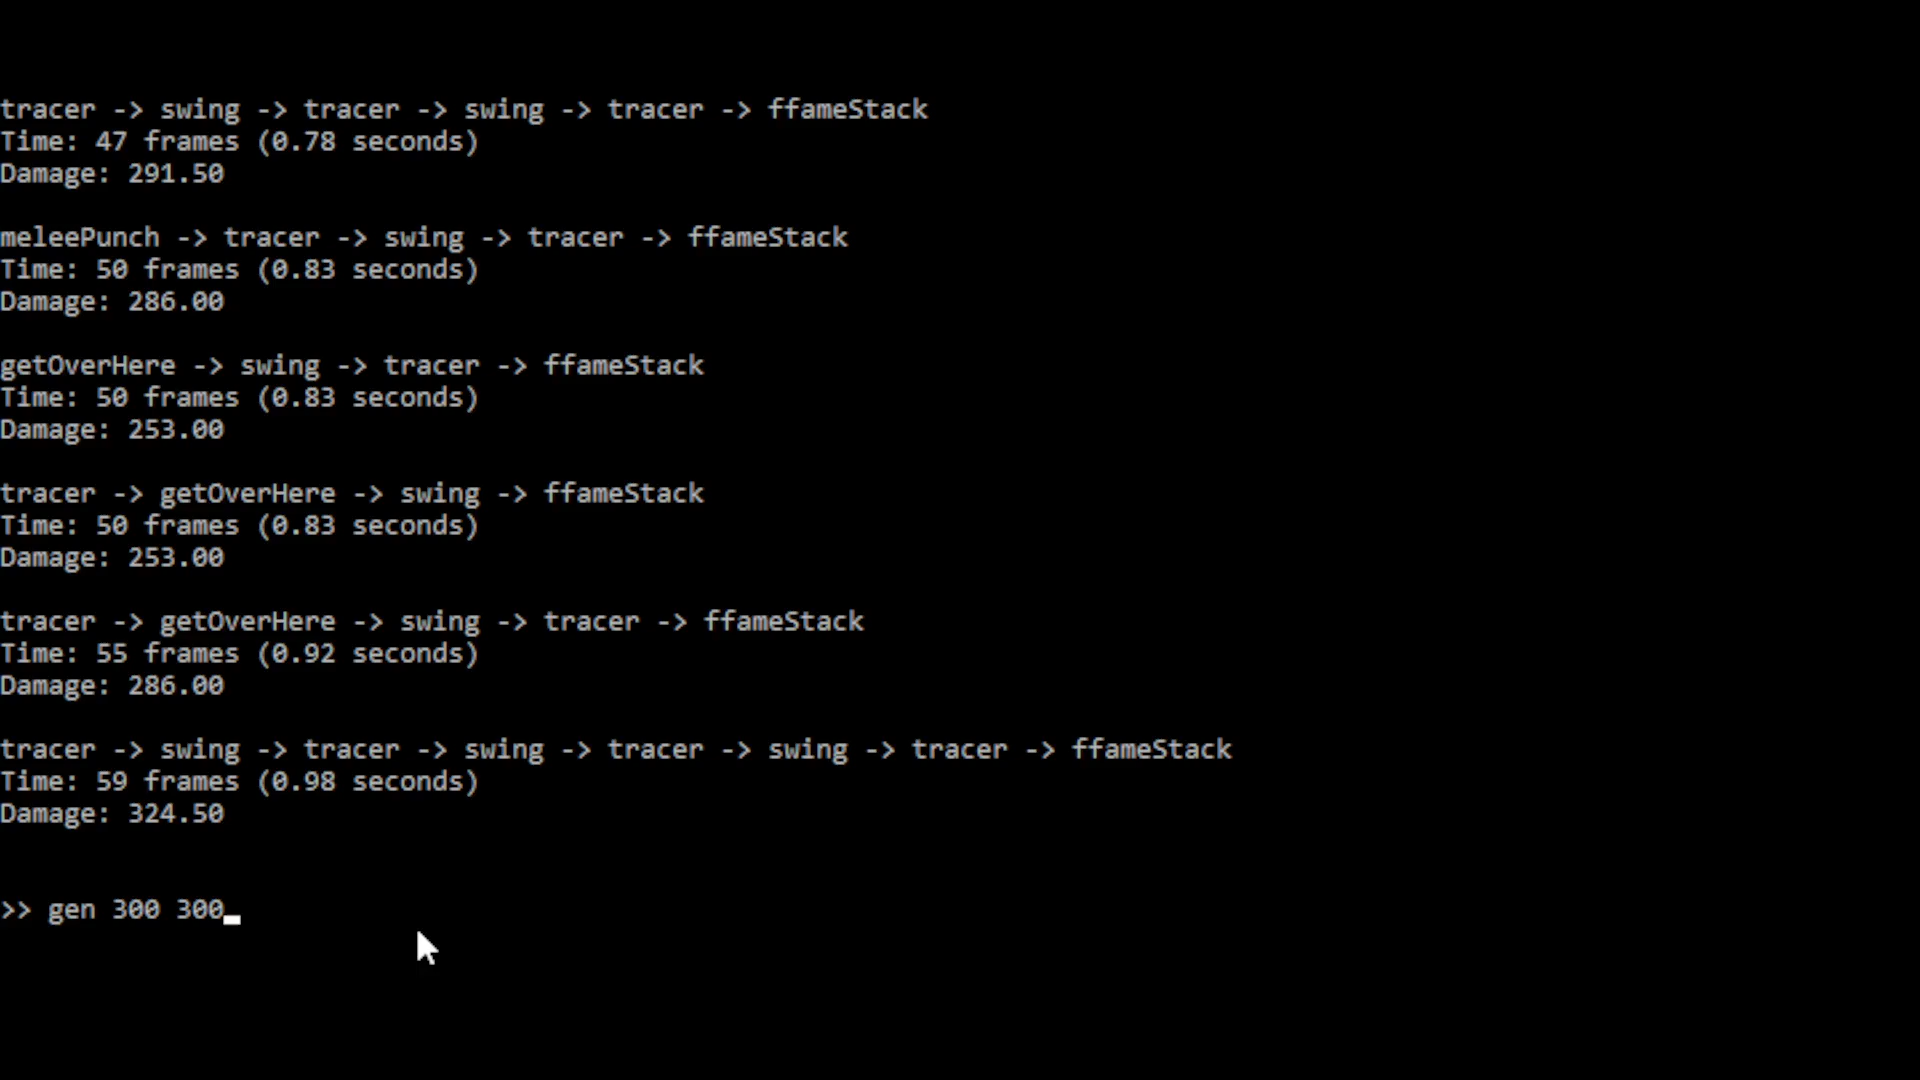 tracer -> swing -> tracer -> swing -> tracer -> ffameStack
Time: 47 frames (0.78 seconds)
Damage: 291.50
meleePunch -> tracer -> swing -> tracer -> ffameStack
Time: 50 frames (0.83 seconds)
Damage: 286.00
getOverHere -> swing -> tracer -> ffameStack
Time: 50 frames (0.83 seconds)
Damage: 253.00
tracer -> getOverHere -> swing -> ffameStack
Time: 50 frames (0.83 seconds)
Damage: 253.00
tracer -> getOverHere -> swing -> tracer -> ffameStack
Time: 55 frames (0.92 seconds)
Damage: 286.00
tracer -> swing -> tracer -> swing -> tracer -> swing -> tracer -> ffameStack
Time: 59 frames (0.98 seconds)
Damage: 324.50
>> gen 300 300